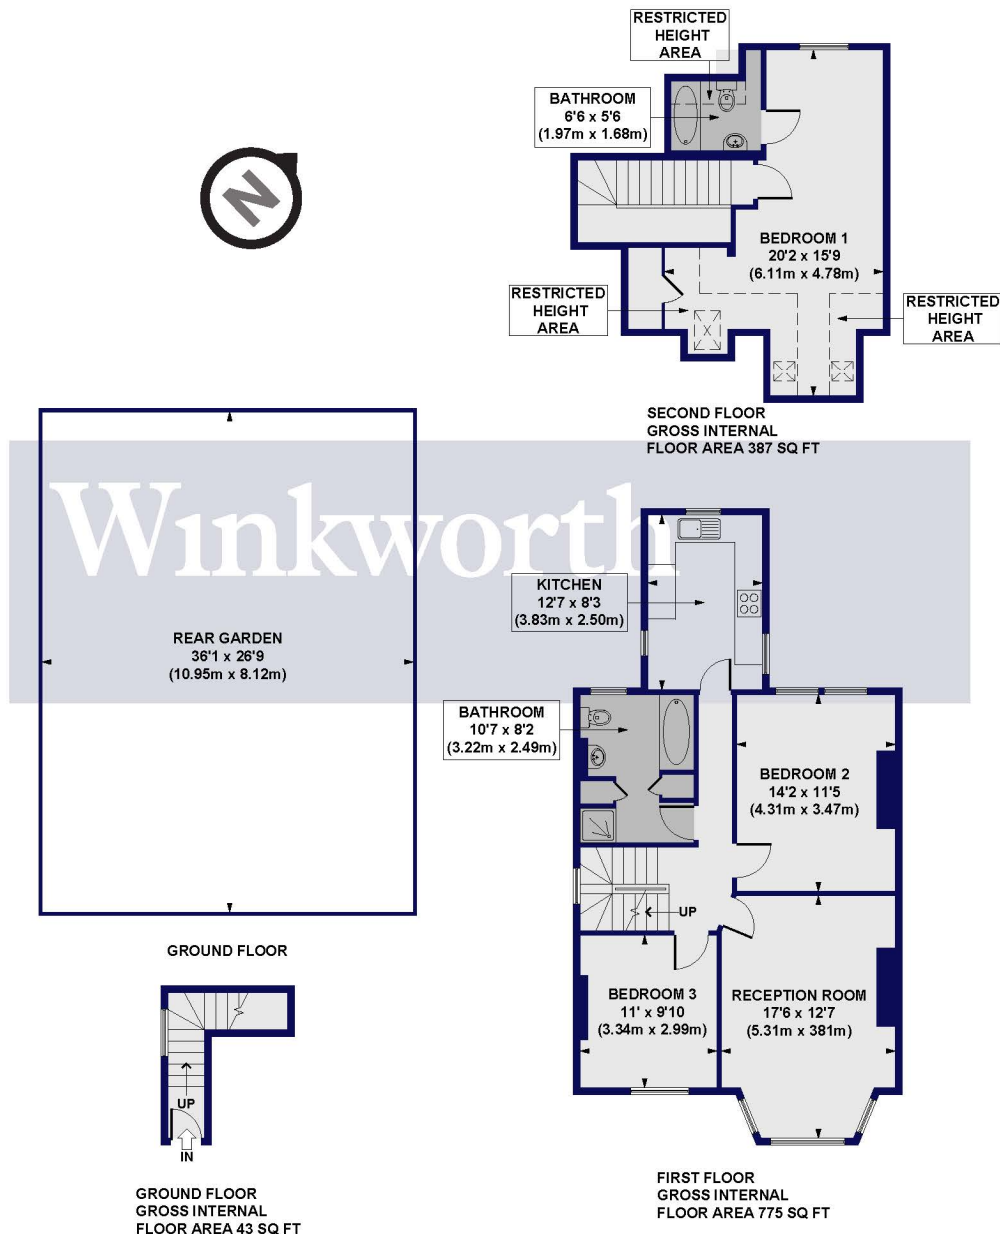 RESTRICTED
HEIGHT
AREA
BATHROOM
6'6 x 5'6
(1.97m x 1.68m)
N
BEDROOM 1
20'2 x 15'9
(6.11m x 4.78m)
RESTRICTED
HEIGHT
AREA
RESTRICTED
HEIGHT
AREA
SECOND FLOOR
GROSS INTERNAL
FLOOR AREA 387 SQ FT
Winkworth
KITCHEN
12'7 x 8'3
(3.83m x 2.50m)
REAR GARDEN
36'1 x 26'9
(10.95m x 8.12m)
BATHROOM
10'7 x 8'2
(3.22m x 2.49m)
BEDROOM 2
14'2 x 11'5
(4.31m x 3.47m)
UP
GROUND FLOOR
BEDROOM 3
11' x 9'10
(3.34m x 2.99m)
RECEPTION ROOM
17'6 x 12'7
(5.31m x 381m)
UP
IN
GROUND FLOOR
GROSS INTERNAL
FLOOR AREA 43 SQ FT
FIRST FLOOR
GROSS INTERNAL
FLOOR AREA 775 SQ FT